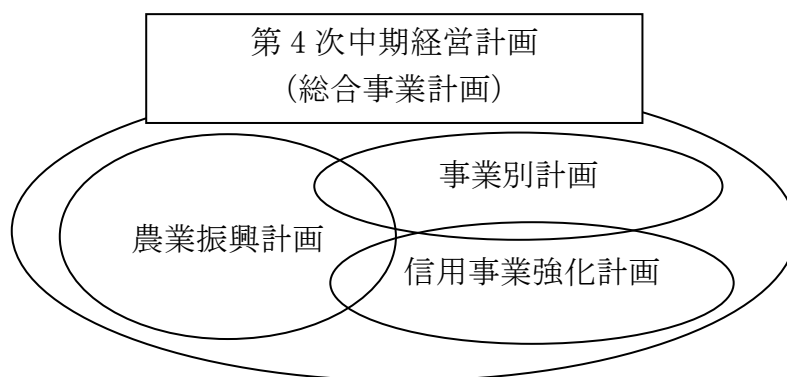 第４次中期経営計画
（総合事業計画）
事業別計画
農業振興計画
信用事業強化計画